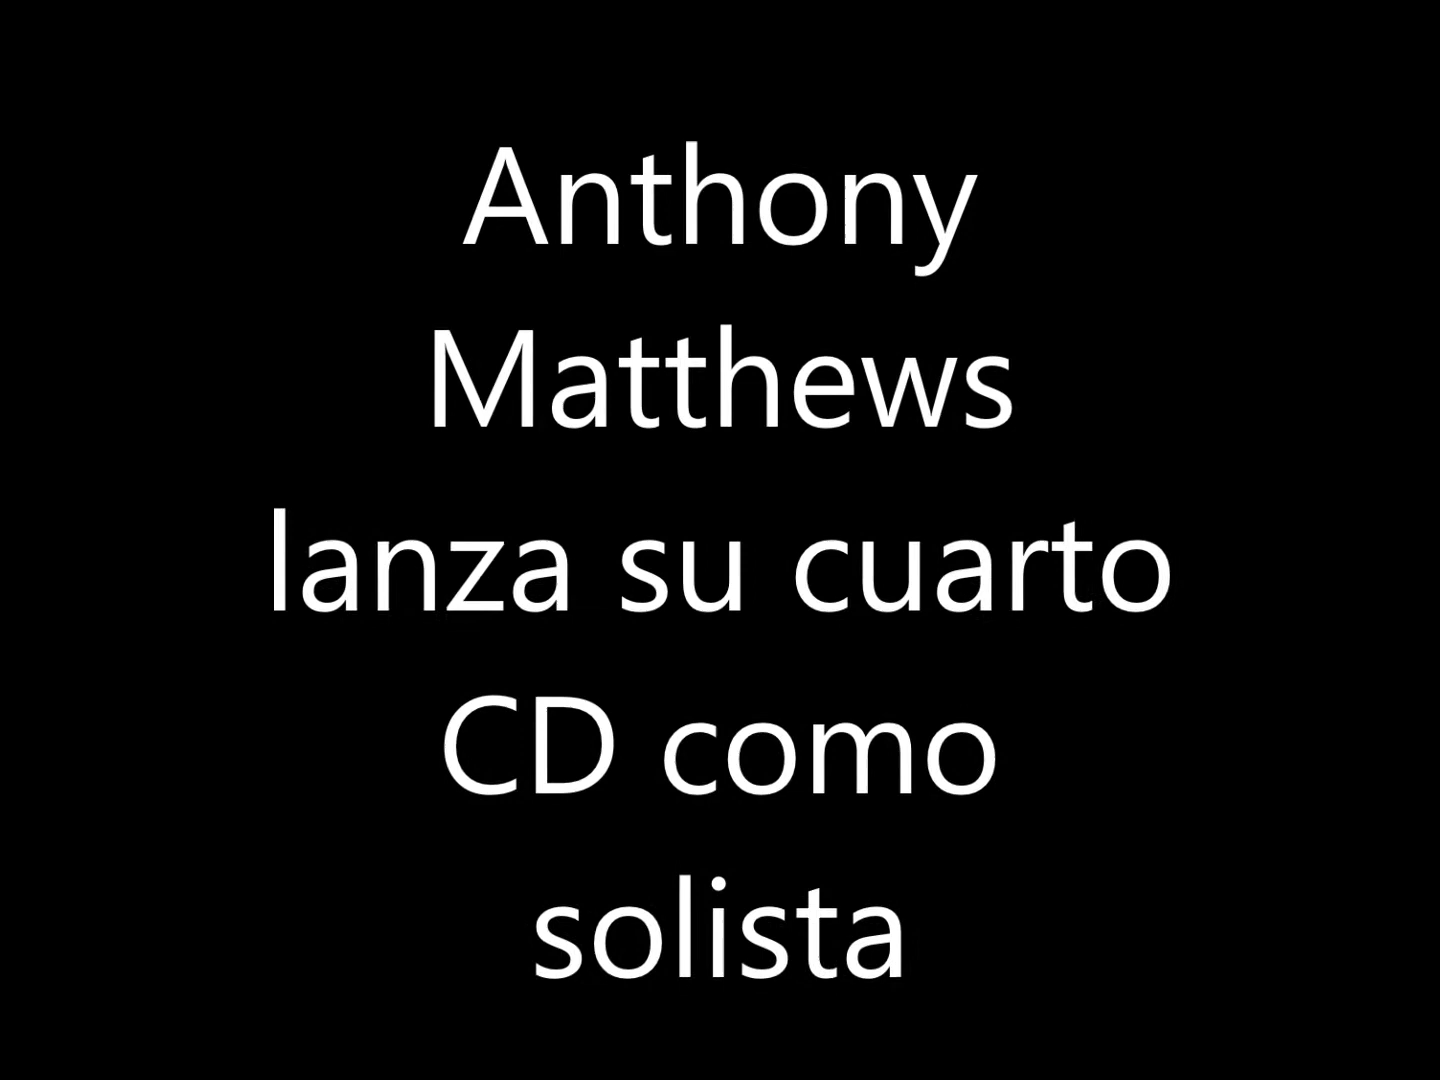 Anthony
Matthews
lanza su cuarto
CD como
solista